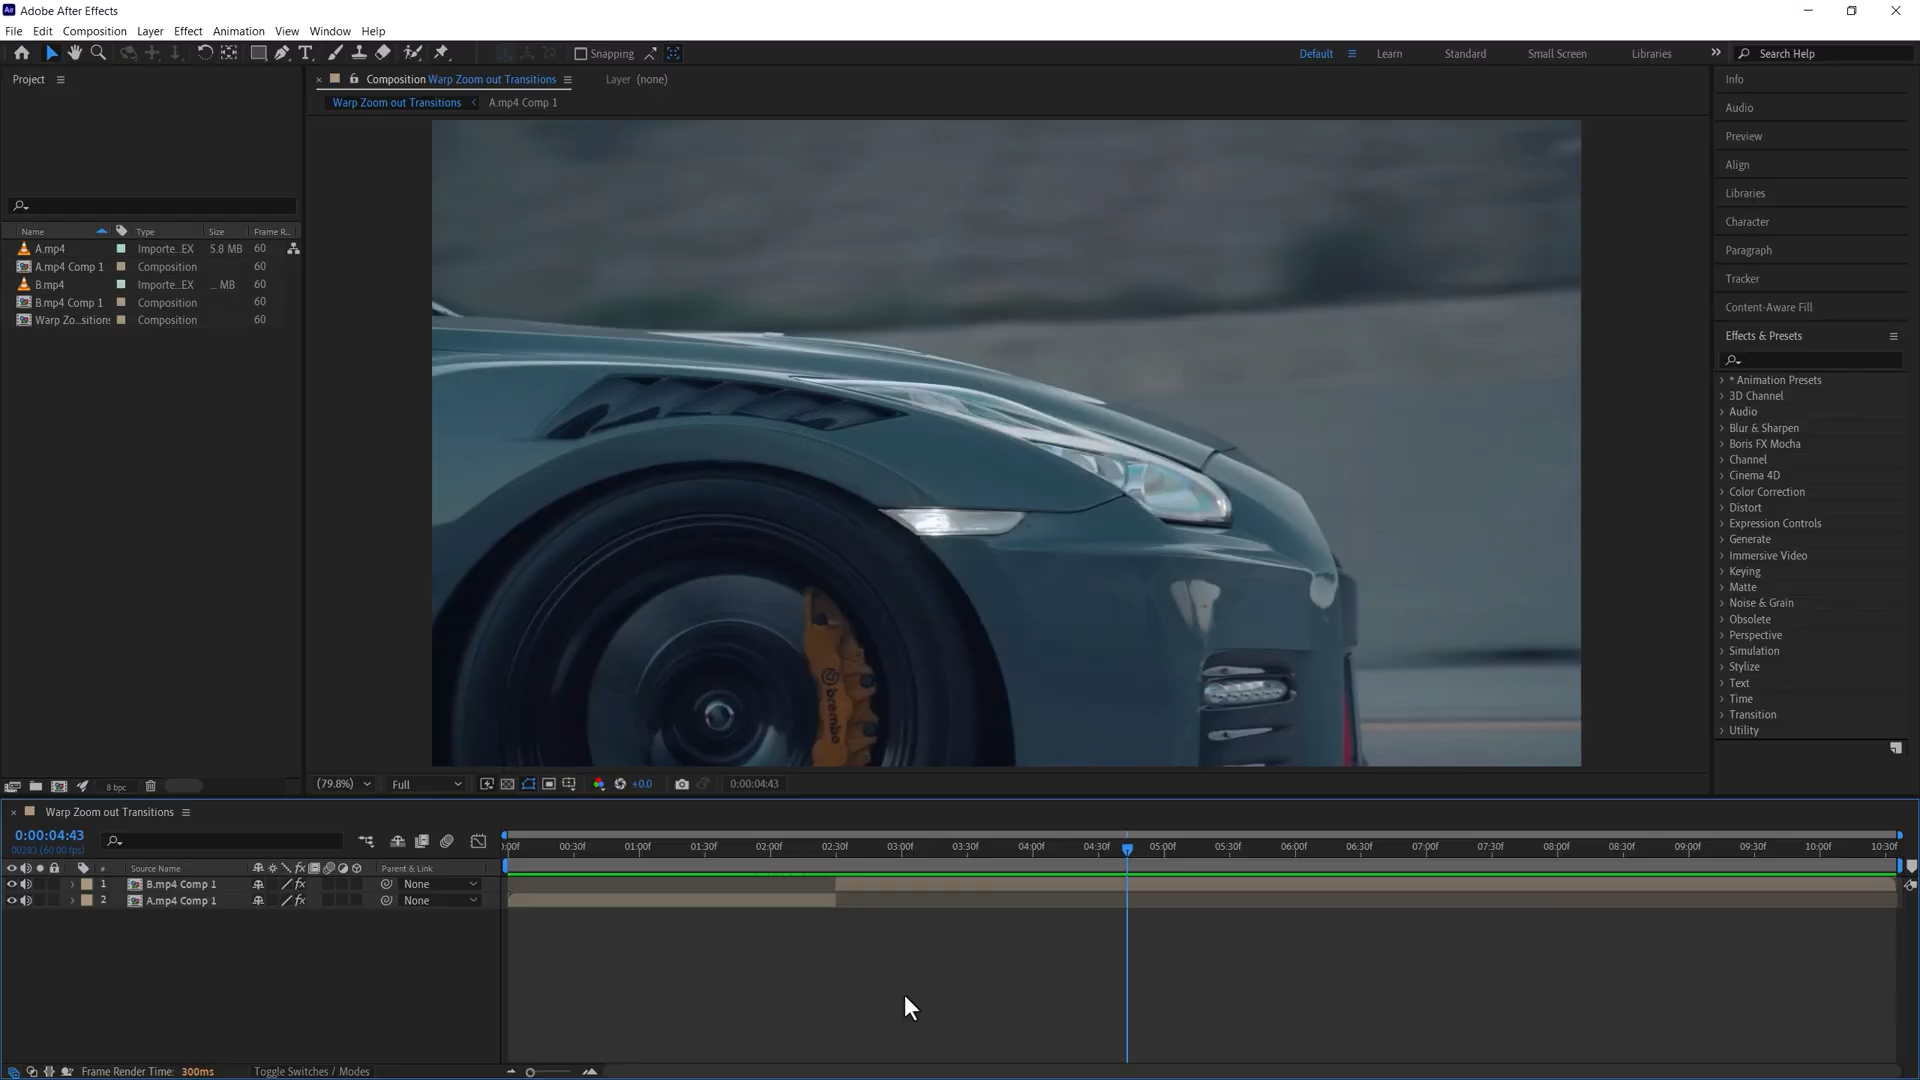 Adobe After Effects
File Edit Composition Layer Effect Animation View Window Help
Snapping
Default Learn Standard Small Screen Libraries Search Help
Project
Composition Warp Zoom out Transitions
Layer (none)
Warp Zoom out Transitions
A.mp4 Comp 1
Name Type Size Frame R...
A.mp4 Importe...EX 5.8 MB 60
A.mp4 Comp 1 Composition 60
B.mp4 Importe...EX ... MB 60
B.mp4 Comp 1 Composition 60
Warp Zo...sitions Composition 60
8 bpc
brembo
(79.8%) Full +0.0 0:00:04:43
Info
Audio
Preview
Align
Libraries
Character
Paragraph
Tracker
Content-Aware Fill
Effects & Presets
* Animation Presets
3D Channel
Audio
Blur & Sharpen
Boris FX Mocha
Channel
Cinema 4D
Color Correction
Distort
Expression Controls
Generate
Immersive Video
Keying
Matte
Noise & Grain
Obsolete
Perspective
Simulation
Stylize
Text
Time
Transition
Utility
Warp Zoom out Transitions
0:00:04:43
00283 (60.00 fps)
:00f 00:30f 01:00f 01:30f 02:00f 02:30f 03:00f 03:30f 04:00f 04:30f 05:00f 05:30f 06:00f 06:30f 07:00f 07:30f 08:00f 08:30f 09:00f 09:30f 10:00f 10:30f
# Source Name Parent & Link
1 B.mp4 Comp 1 None
2 A.mp4 Comp 1 None
Frame Render Time: 300ms Toggle Switches / Modes